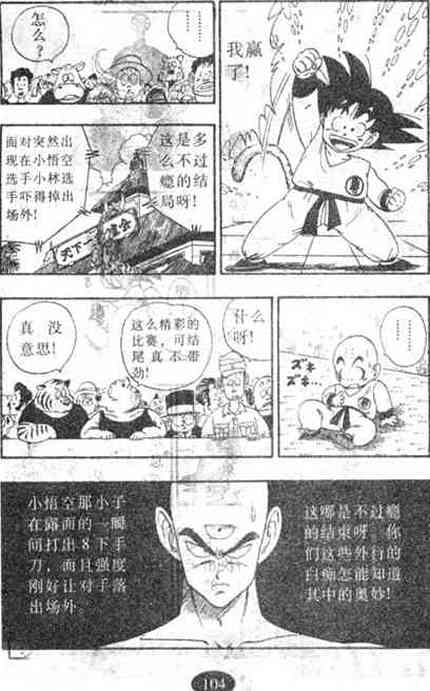 我赢
了!
………
怎
么
?
这是多
么不过
瘾的结
局呀!
面对突然出
现在小悟空
选手小林选
手吓得掉出
场外!
天下一
………
ズキ
ズキ…
什么
呀!
这么精彩的
比赛,可结
尾真不带
劲!
真没
意思!
这哪是不过瘾
的结束呀,你
们这些外行的
白痴怎能知道
其中的奥妙!
小悟空那小子
在露面的一瞬
间打出8下手
刀,而且强度
刚好让对手落
出场外。
104